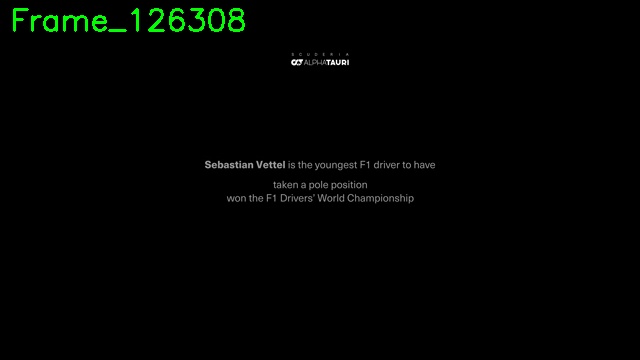 Frame_126308
SCUDERIA
ALPHATAURI
Sebastian Vettel is the youngest F1 driver to have
taken a pole position
won the F1 Drivers' World Championship